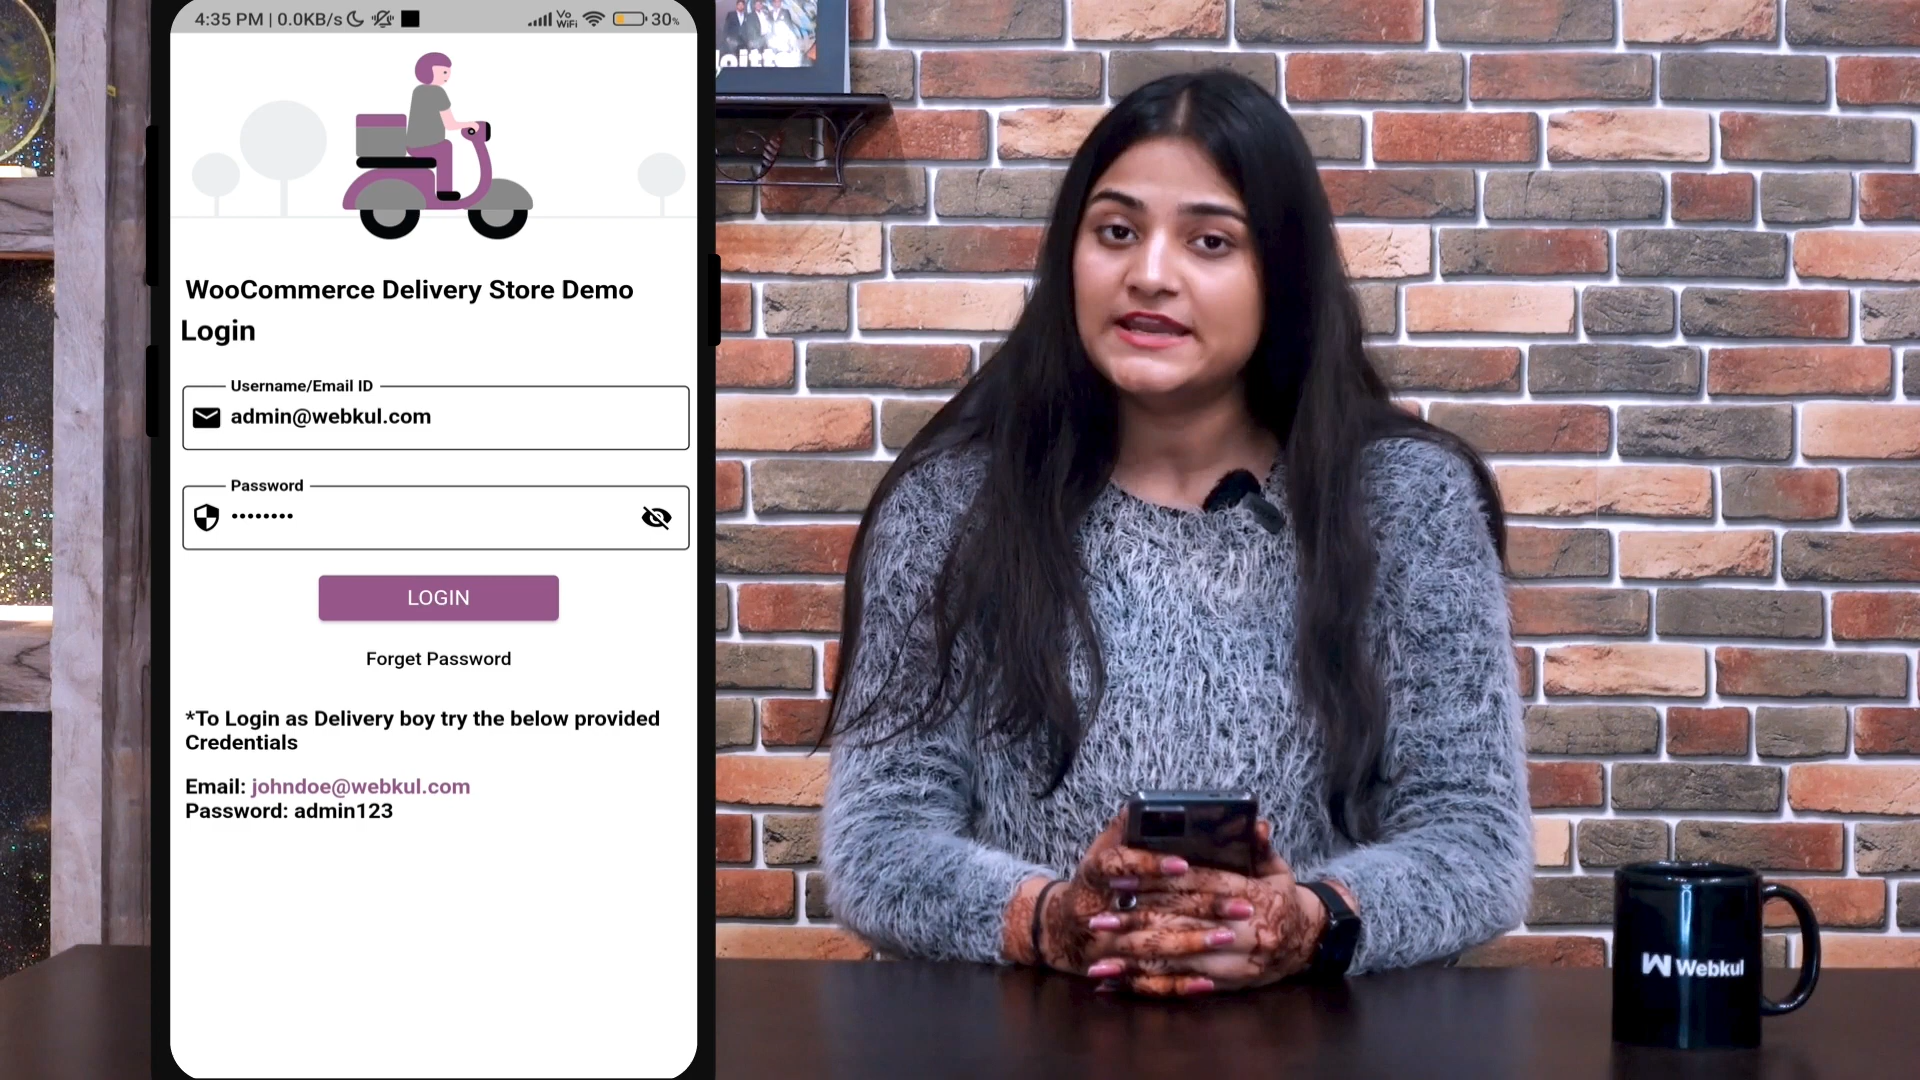 4:35 PM | 0.0KB/s
Vo
WiFi
30%
WooCommerce Delivery Store Demo
Login
Username/Email ID
admin@webkul.com
Password
••••••••
LOGIN
Forget Password
*To Login as Delivery boy try the below provided
Credentials
Email: johndoe@webkul.com
Password: admin123
Webkul